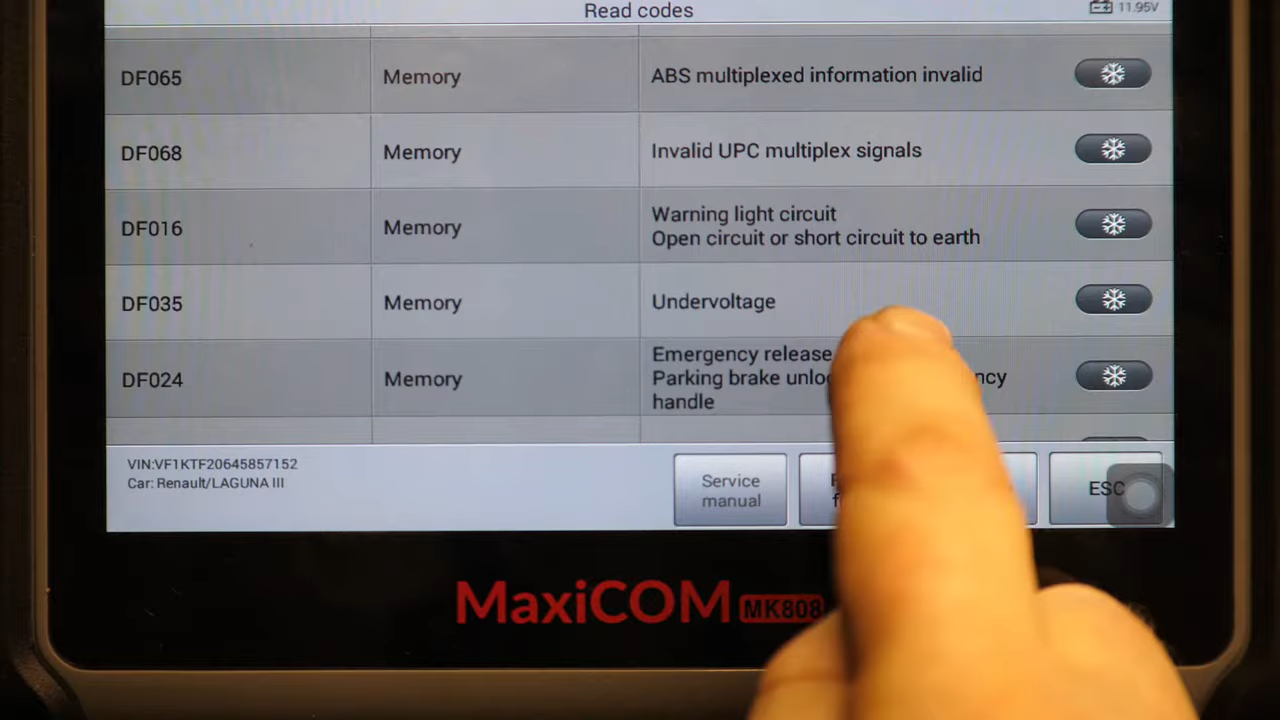 Read codes
11.95V
DF065 Memory ABS multiplexed information invalid
DF068 Memory Invalid UPC multiplex signals
DF016 Memory Warning light circuit
Open circuit or short circuit to earth
DF035 Memory Undervoltage
DF024 Memory Emergency release
Parking brake
handle
VIN:VF1KTF20645857152
Car: Renault/LAGUNA III
Service
manual
ESC
MaxiCOM MK808